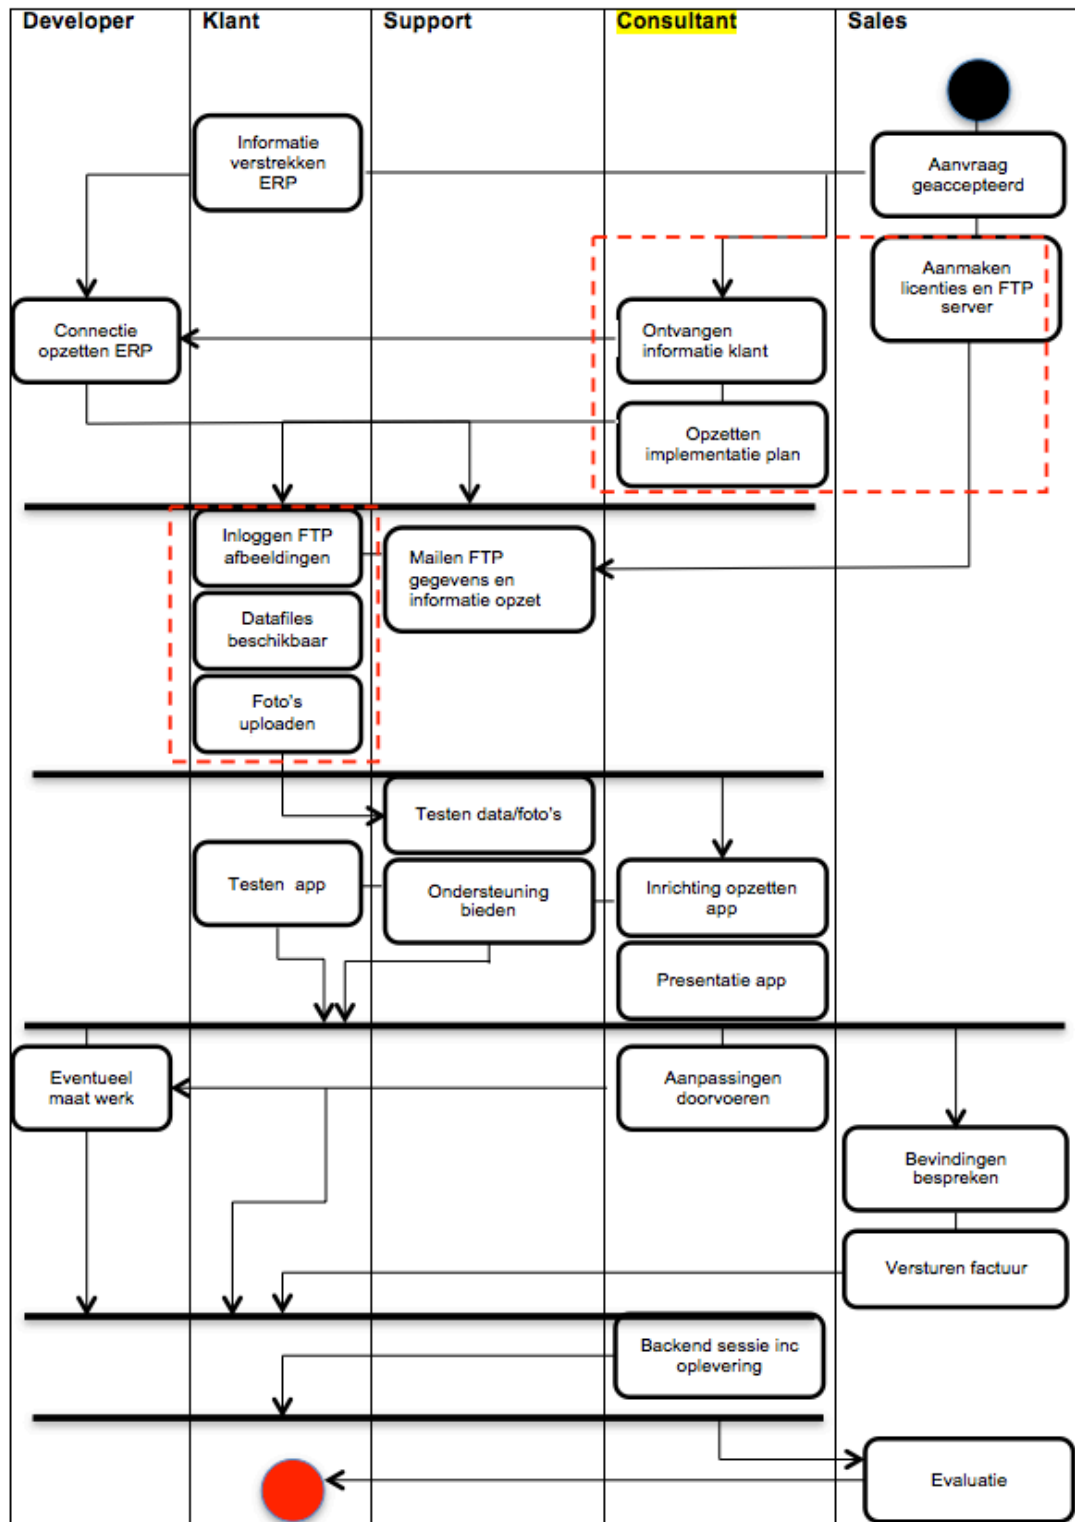 Developer
Klant
Support
Consultant
Sales
Informatie
verstrekken
ERP
Aanvraag
geaccepteerd
Aanmaken
licenties en FTP
server
Connectie
opzetten ERP
Ontvangen
informatie klant
Opzetten
implementatie plan
Inloggen FTP
afbeeldingen
Mailen FTP
gegevens en
informatie opzet
Datafiles
beschikbaar
Foto's
uploaden
Testen data/foto's
Testen app
Ondersteuning
bieden
Inrichting opzetten
app
Presentatie app
Eventueel
maat werk
Aanpassingen
doorvoeren
Bevindingen
bespreken
Versturen factuur
Backend sessie inc
oplevering
Evaluatie